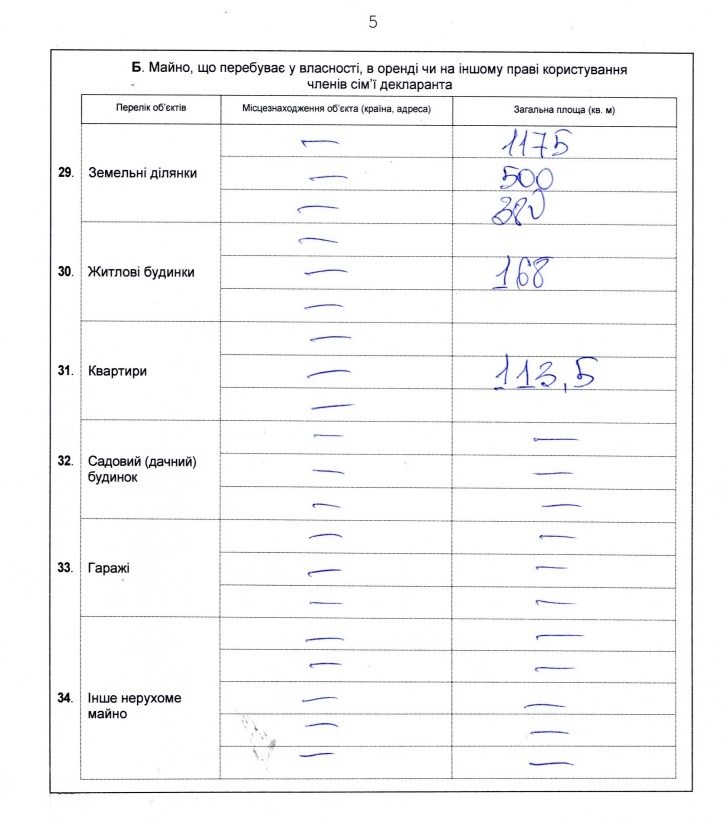 5
Б. Майно, що перебуває у власності, в оренді чи на іншому праві користування
членів сім’ї декларанта
Перелік об’єктів Місцезнаходження об’єкта (країна, адреса) Загальна площа (кв. м)
— 1175
29. Земельні ділянки — 500
—
—
30. Житлові будинки — 168
—
—
31. Квартири — 113,5
—
— —
32. Садовий (дачний) — —
будинок
— —
— —
33. Гаражі — —
— —
— —
— —
34. Інше нерухоме — —
майно
— —
— —